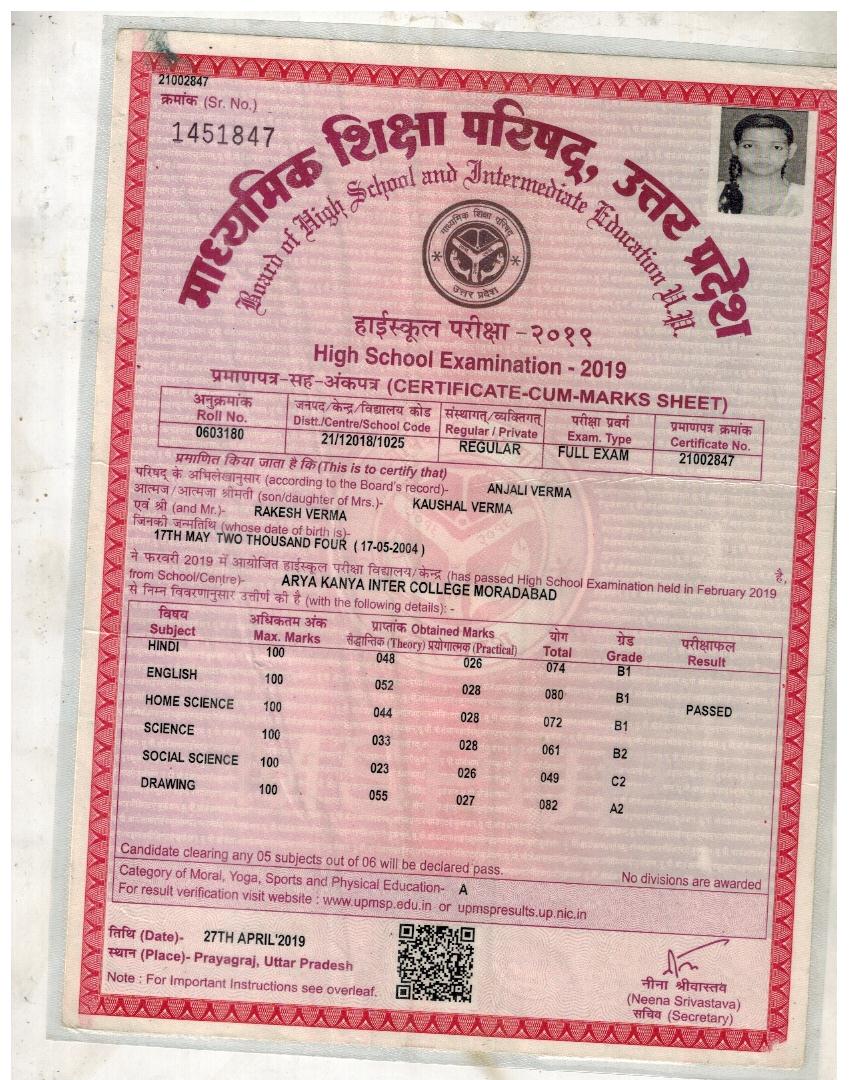 21002847
क्रमांक (Sr. No.)
1451847
माध्यमिक शिक्षा परिषद्, उत्तर प्रदेश
Board of High School and Intermediate Education U.P.
माध्यमिक शिक्षा परिषद्
उत्तर प्रदेश
हाईस्कूल परीक्षा -२०१९
High School Examination - 2019
प्रमाणपत्र-सह-अंकपत्र (CERTIFICATE-CUM-MARKS SHEET)
अनुक्रमांक जनपद/केन्द्र/विद्यालय कोड संस्थागत्/व्यक्तिगत् परीक्षा प्रवर्ग प्रमाणपत्र क्रमांक
Roll No. Distt./Centre/School Code Regular / Private Exam. Type Certificate No.
0603180 21/12018/1025 REGULAR FULL EXAM 21002847
प्रमाणित किया जाता है कि (This is to certify that)
परिषद् के अभिलेखानुसार (according to the Board's record)- ANJALI VERMA
आत्मज/आत्मजा श्रीमती (son/daughter of Mrs.)- KAUSHAL VERMA
एवं श्री (and Mr.)- RAKESH VERMA
जिनकी जन्मतिथि (whose date of birth is)-
17TH MAY TWO THOUSAND FOUR ( 17-05-2004 ) है,
ने फरवरी 2019 में आयोजित हाईस्कूल परीक्षा विद्यालय/केन्द्र (has passed High School Examination held in February 2019
from School/Centre)- ARYA KANYA INTER COLLEGE MORADABAD
से निम्न विवरणानुसार उत्तीर्ण की है (with the following details): -
विषय अधिकतम अंक प्राप्तांक Obtained Marks योग ग्रेड परीक्षाफल
Subject Max. Marks सैद्धान्तिक (Theory) प्रयोगात्मक (Practical) Total Grade Result
HINDI 100 048 026 074 B1
ENGLISH 100 052 028 080 B1 PASSED
HOME SCIENCE 100 044 028 072 B1
SCIENCE 100 033 028 061 B2
SOCIAL SCIENCE 100 023 026 049 C2
DRAWING 100 055 027 082 A2
Candidate clearing any 05 subjects out of 06 will be declared pass.
No divisions are awarded
Category of Moral, Yoga, Sports and Physical Education- A
For result verification visit website : www.upmsp.edu.in or upmspresults.up.nic.in
तिथि (Date)- 27TH APRIL'2019
स्थान (Place)- Prayagraj, Uttar Pradesh
Note : For Important Instructions see overleaf.
नीना श्रीवास्तव
(Neena Srivastava)
सचिव (Secretary)